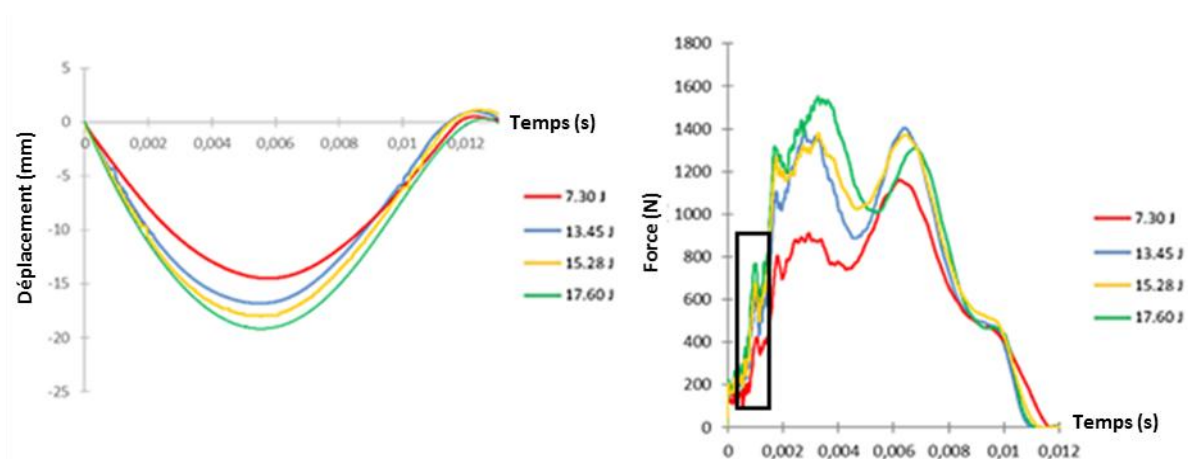 5
0
-5
-10
-15
-20
-25
Déplacement (mm)
0 0,002 0,004 0,006 0,008 0,01 0,012
Temps (s)
7.30 J
13.45 J
15.28 J
17.60 J
1800
1600
1400
1200
1000
800
600
400
200
0
Force (N)
0 0,002 0,004 0,006 0,008 0,01 0,012
Temps (s)
7.30 J
13.45 J
15.28 J
17.60 J